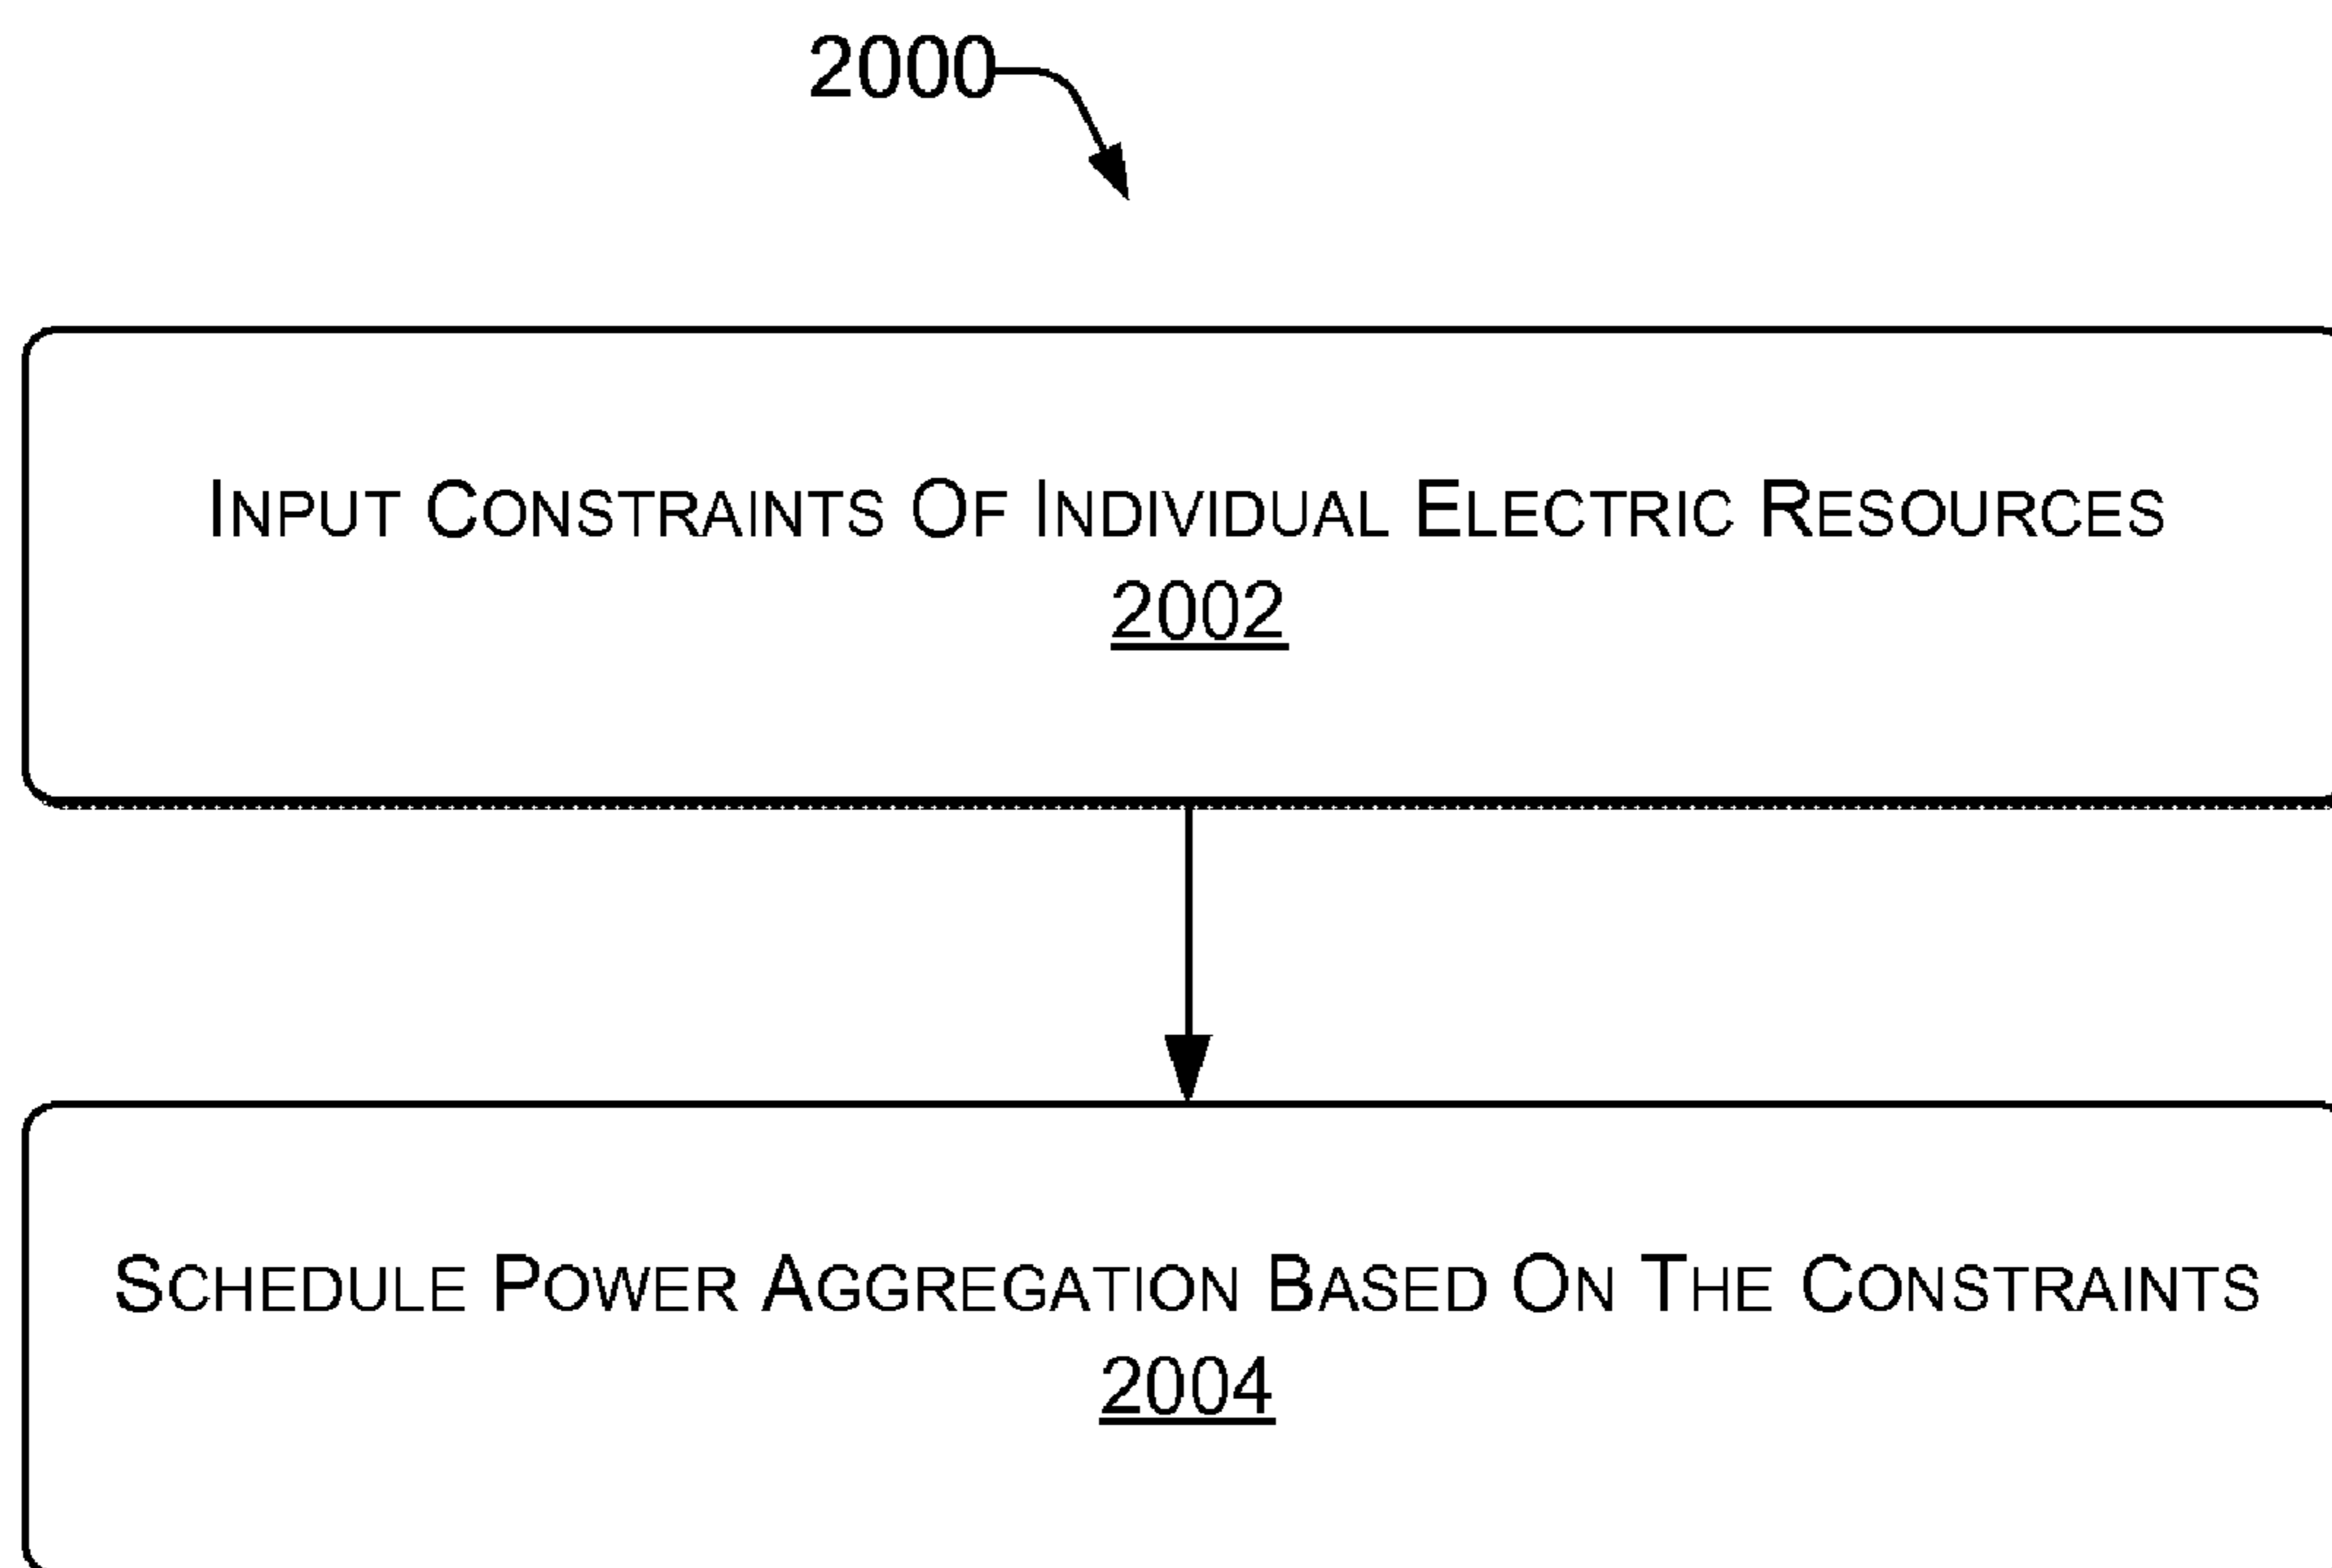 2000
Input Constraints Of Individual Electric Resources
2002
Schedule Power Aggregation Based On The Constraints
2004